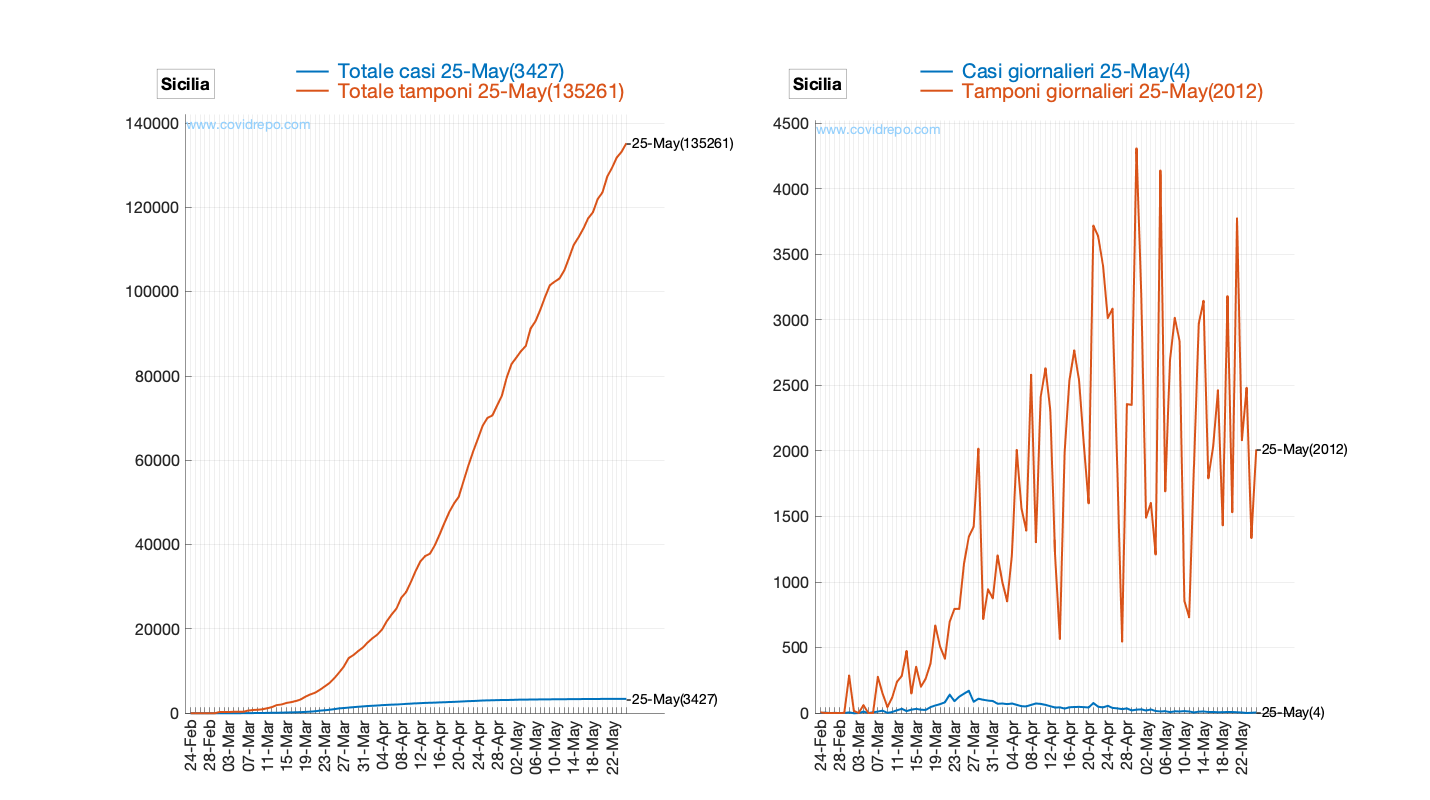 Sicilia
Totale casi 25-May(3427)
Totale tamponi 25-May(135261)
www.covidrepo.com
140000
120000
100000
80000
60000
40000
20000
0
25-May(135261)
25-May(3427)
24-Feb
28-Feb
03-Mar
07-Mar
11-Mar
15-Mar
19-Mar
23-Mar
27-Mar
31-Mar
04-Apr
08-Apr
12-Apr
16-Apr
20-Apr
24-Apr
28-Apr
02-May
06-May
10-May
14-May
18-May
22-May
Sicilia
Casi giornalieri 25-May(4)
Tamponi giornalieri 25-May(2012)
www.covidrepo.com
4500
4000
3500
3000
2500
2000
1500
1000
500
0
25-May(2012)
25-May(4)
24-Feb
28-Feb
03-Mar
07-Mar
11-Mar
15-Mar
19-Mar
23-Mar
27-Mar
31-Mar
04-Apr
08-Apr
12-Apr
16-Apr
20-Apr
24-Apr
28-Apr
02-May
06-May
10-May
14-May
18-May
22-May